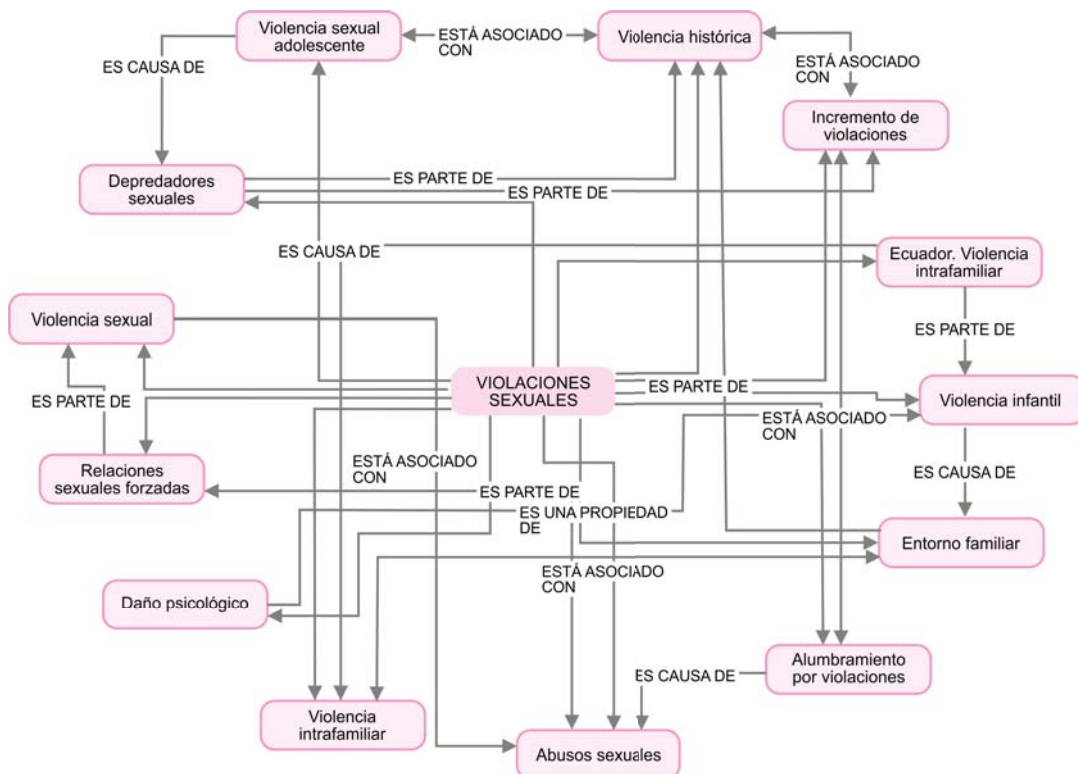 Violencia sexual
adolescente
ESTÁ ASOCIADO
CON
Violencia histórica
ES CAUSA DE
ESTÁ ASOCIADO
CON
Incremento de
violaciones
Depredadores
sexuales
ES PARTE DE
ES PARTE DE
ES CAUSA DE
Ecuador. Violencia
intrafamiliar
Violencia sexual
ES PARTE DE
VIOLACIONES
SEXUALES
ES PARTE DE
ES PARTE DE
Violencia infantil
ESTÁ ASOCIADO
CON
Relaciones
sexuales forzadas
ESTÁ ASOCIADO
CON
ES CAUSA DE
ES PARTE DE
ES UNA PROPIEDAD
DE
Entorno familiar
ESTÁ ASOCIADO
CON
Daño psicológico
Alumbramiento
por violaciones
ES CAUSA DE
Violencia
intrafamiliar
Abusos sexuales